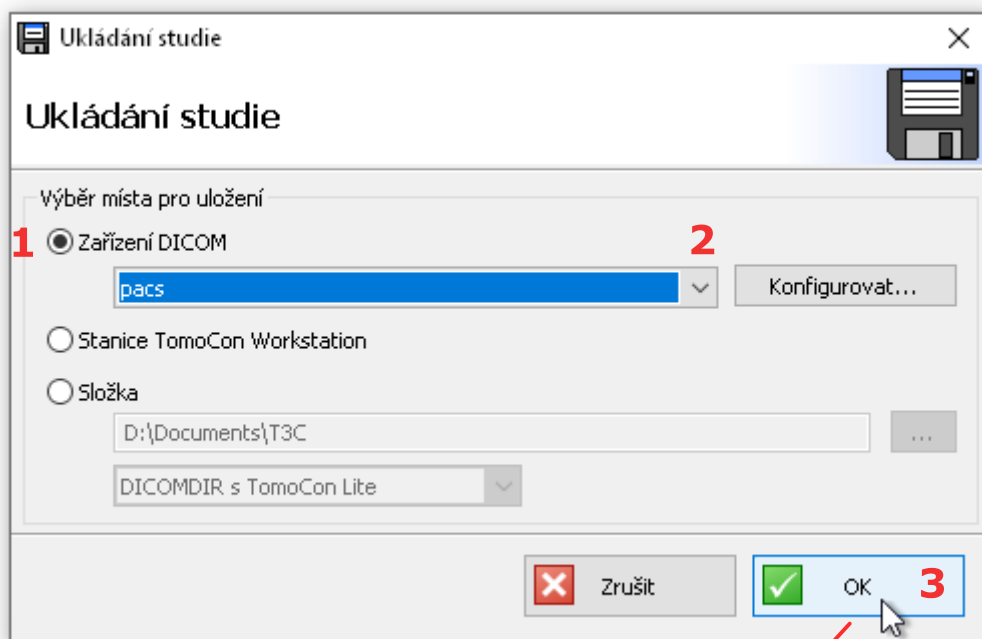 Ukládání studie
Ukládání studie
Výběr místa pro uložení
1 Zařízení DICOM 2
pacs Konfigurovat...
Stanice TomoCon Workstation
Složka
D:\Documents\T3C ...
DICOMDIR s TomoCon Lite
Zrušit OK 3